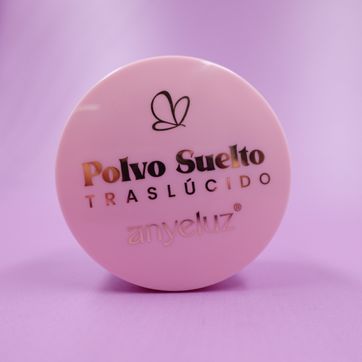 Polvo Suelto
TRASLÚCIDO
anyeluz®